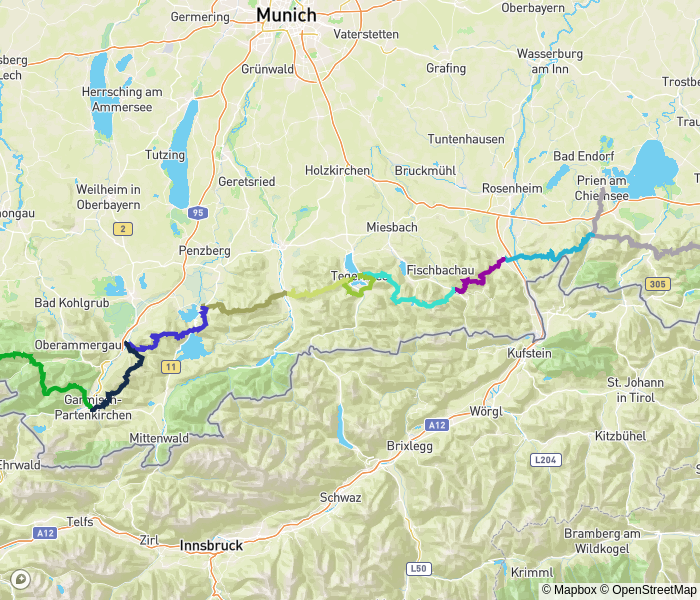 Oberbayern
Germering
Munich
Vaterstetten
Wasserburg
am Inn
sberg
Lech
Grünwald
Grafing
Trostbe
Herrsching am
Ammersee
Tuntenhausen
Trau
Tutzing
Holzkirchen
Bruckmühl
Bad Endorf
Geretsried
Rosenheim
Prien am
Chiemsee
Weilheim in
Oberbayern
ongau
95
2
Miesbach
Penzberg
Fischbachau
305
Bad Kohlgrub
Oberammergau
11
Kufstein
Garmisch-
Partenkirchen
St. Johann
in Tirol
Mittenwald
Wörgl
A12
Kitzbühel
Ehrwald
Brixlegg
L204
Schwaz
Telfs
A12
Zirl
Innsbruck
Bramberg am
Wildkogel
L50
Krimml
© Mapbox © OpenStreetMap